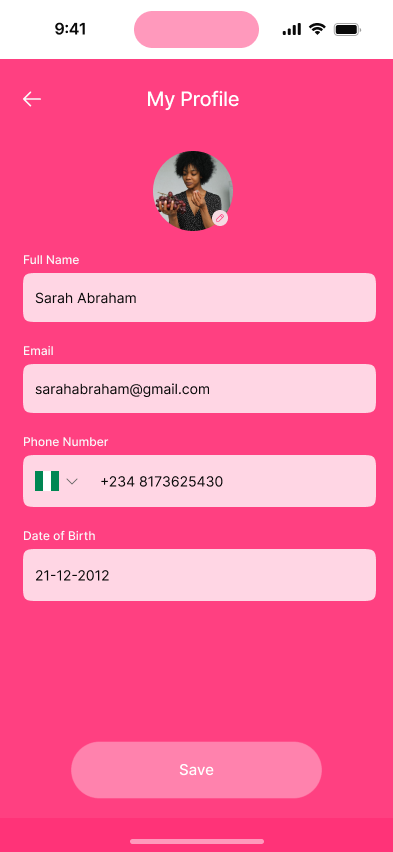 9:41
My Profile
Full Name
Sarah Abraham
Email
sarahabraham@gmail.com
Phone Number
+234 8173625430
Date of Birth
21-12-2012
Save